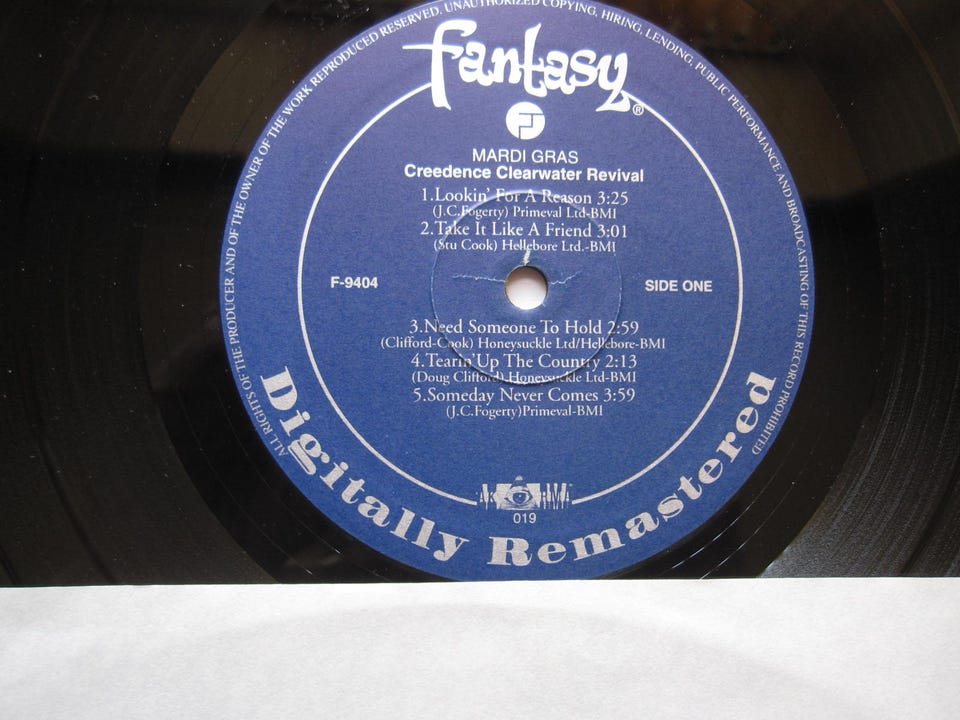 ALL RIGHTS OF THE PRODUCER AND OF THE OWNER OF THE WORK REPRODUCED RESERVED. UNAUTHORIZED COPYING, HIRING, LENDING, PUBLIC PERFORMANCE AND BROADCASTING OF THIS RECORD PROHIBITED
fantasy®
MARDI GRAS
Creedence Clearwater Revival
1.Lookin' For A Reason 3:25
(J.C.Fogerty) Primeval Ltd-BMI
2.Take It Like A Friend 3:01
(Stu Cook) Hellebore Ltd.-BMI
F-9404
SIDE ONE
3.Need Someone To Hold 2:59
(Clifford-Cook) Honeysuckle Ltd/Hellebore-BMI
4.Tearin'Up The Country 2:13
(Doug Clifford) Honeysuckle Ltd-BMI
5.Someday Never Comes 3:59
(J.C.Fogerty)Primeval-BMI
AKARMA
019
Digitally Remastered